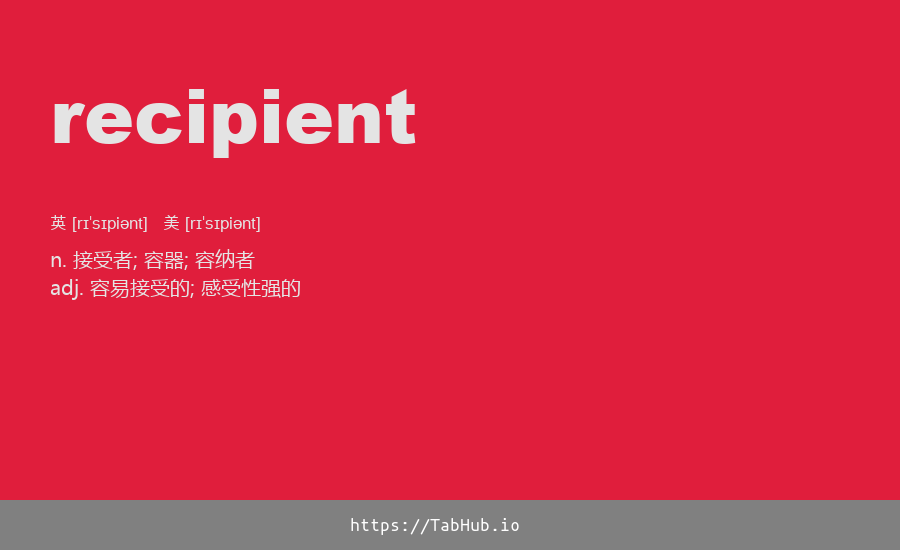 recipient
英 [rɪˈsɪpiənt] 美 [rɪˈsɪpiənt]
n. 接受者; 容器; 容纳者
adj. 容易接受的; 感受性强的
https://TabHub.io